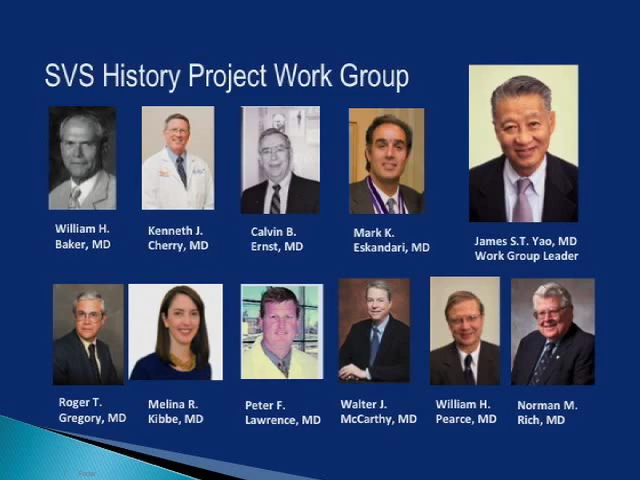 SVS History Project Work Group
William H.
Baker, MD
Kenneth J.
Cherry, MD
Calvin B.
Ernst, MD
Mark K.
Eskandari, MD
James S.T. Yao, MD
Work Group Leader
Roger T.
Gregory, MD
Melina R.
Kibbe, MD
Peter F.
Lawrence, MD
Walter J.
McCarthy, MD
William H.
Pearce, MD
Norman M.
Rich, MD
Footer